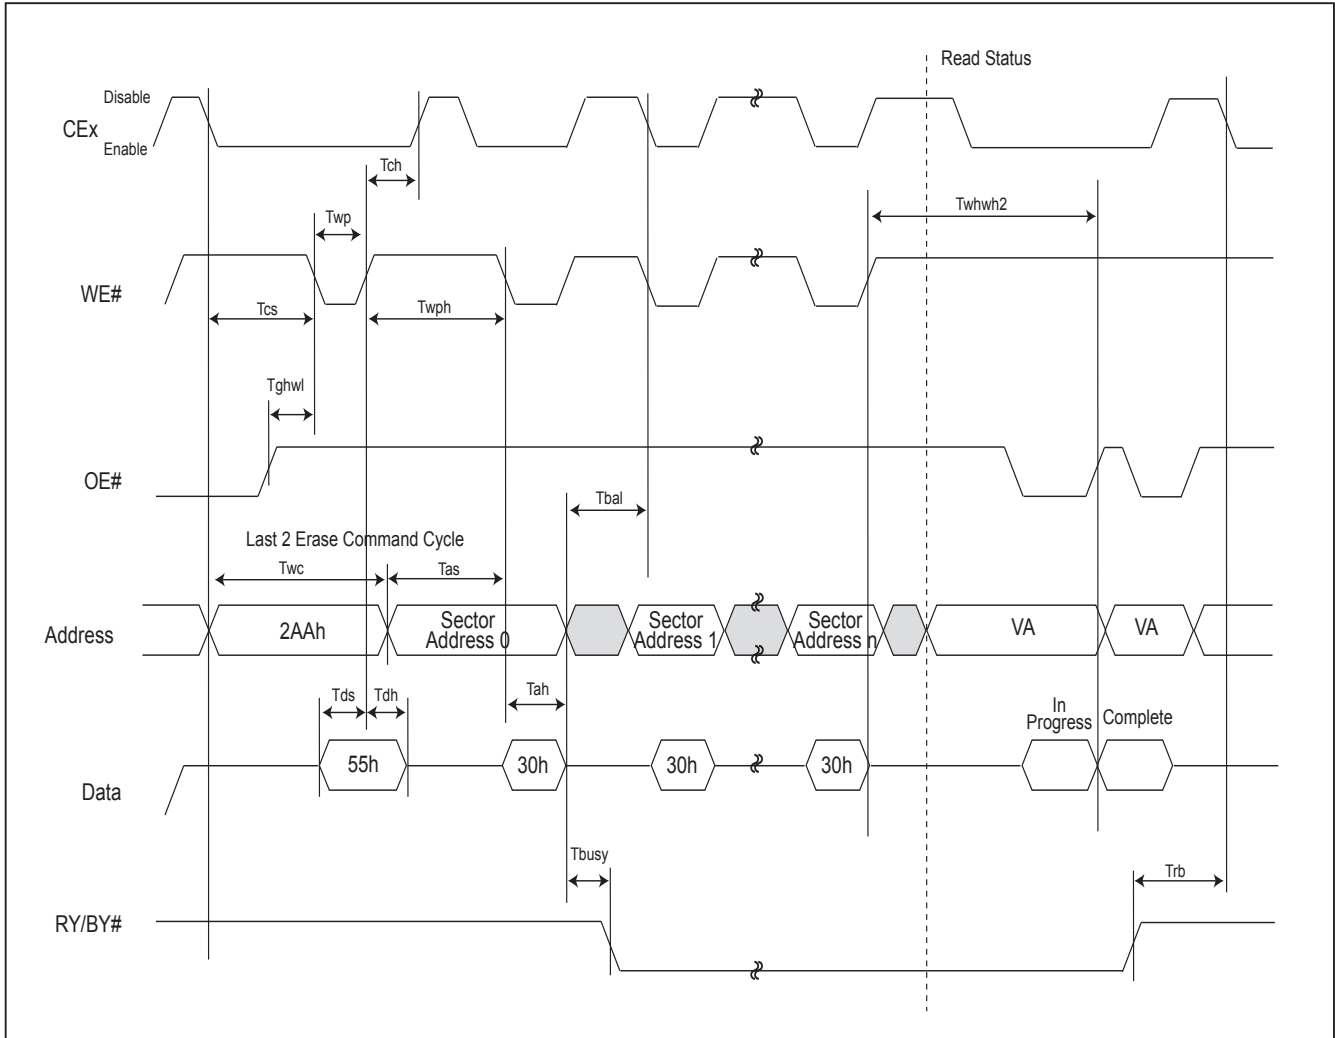 Read Status
Disable
CEx
Enable
Tch
Twp
Twhwh2
WE#
Tcs
Twph
Tghwl
OE#
Tbal
Last 2 Erase Command Cycle
Twc
Tas
Address
2AAh
Sector
Address 0
Sector
Address 1
Sector
Address n
VA
VA
Tds
Tdh
Tah
In
Progress
Complete
Data
55h
30h
30h
30h
Tbusy
Trb
RY/BY#